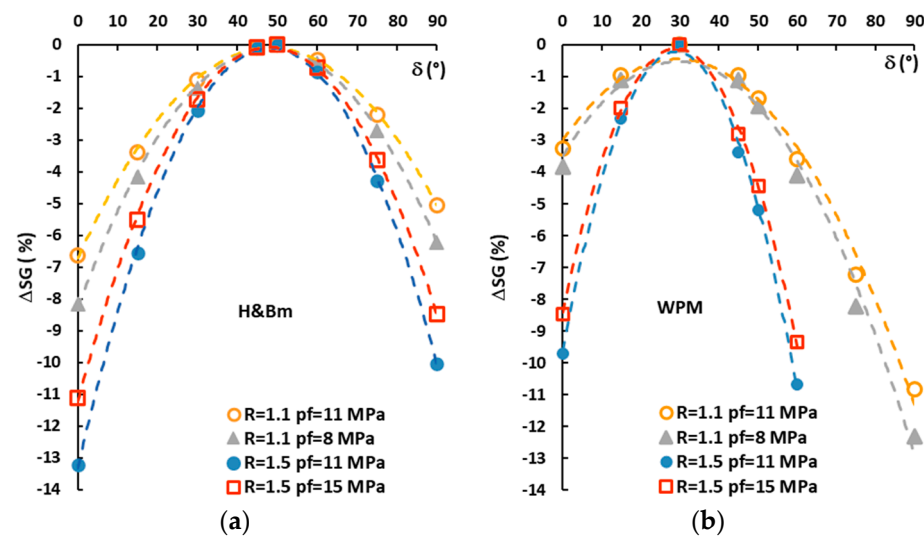 (a)
0 10 20 30 40 50 60 70 80 90
δ (°)
0
-1
-2
-3
-4
-5
-6
-7
-8
-9
-10
-11
-12
-13
-14
ΔSG ( %)
H&Bm
R=1.1 pf=11 MPa
R=1.1 pf=8 MPa
R=1.5 pf=11 MPa
R=1.5 pf=15 MPa
(a)
(b)
0 10 20 30 40 50 60 70 80 90
δ (°)
0
-1
-2
-3
-4
-5
-6
-7
-8
-9
-10
-11
-12
-13
-14
ΔSG (%)
WPM
R=1.1 pf=11 MPa
R=1.1 pf=8 MPa
R=1.5 pf=11 MPa
R=1.5 pf=15 MPa
(b)